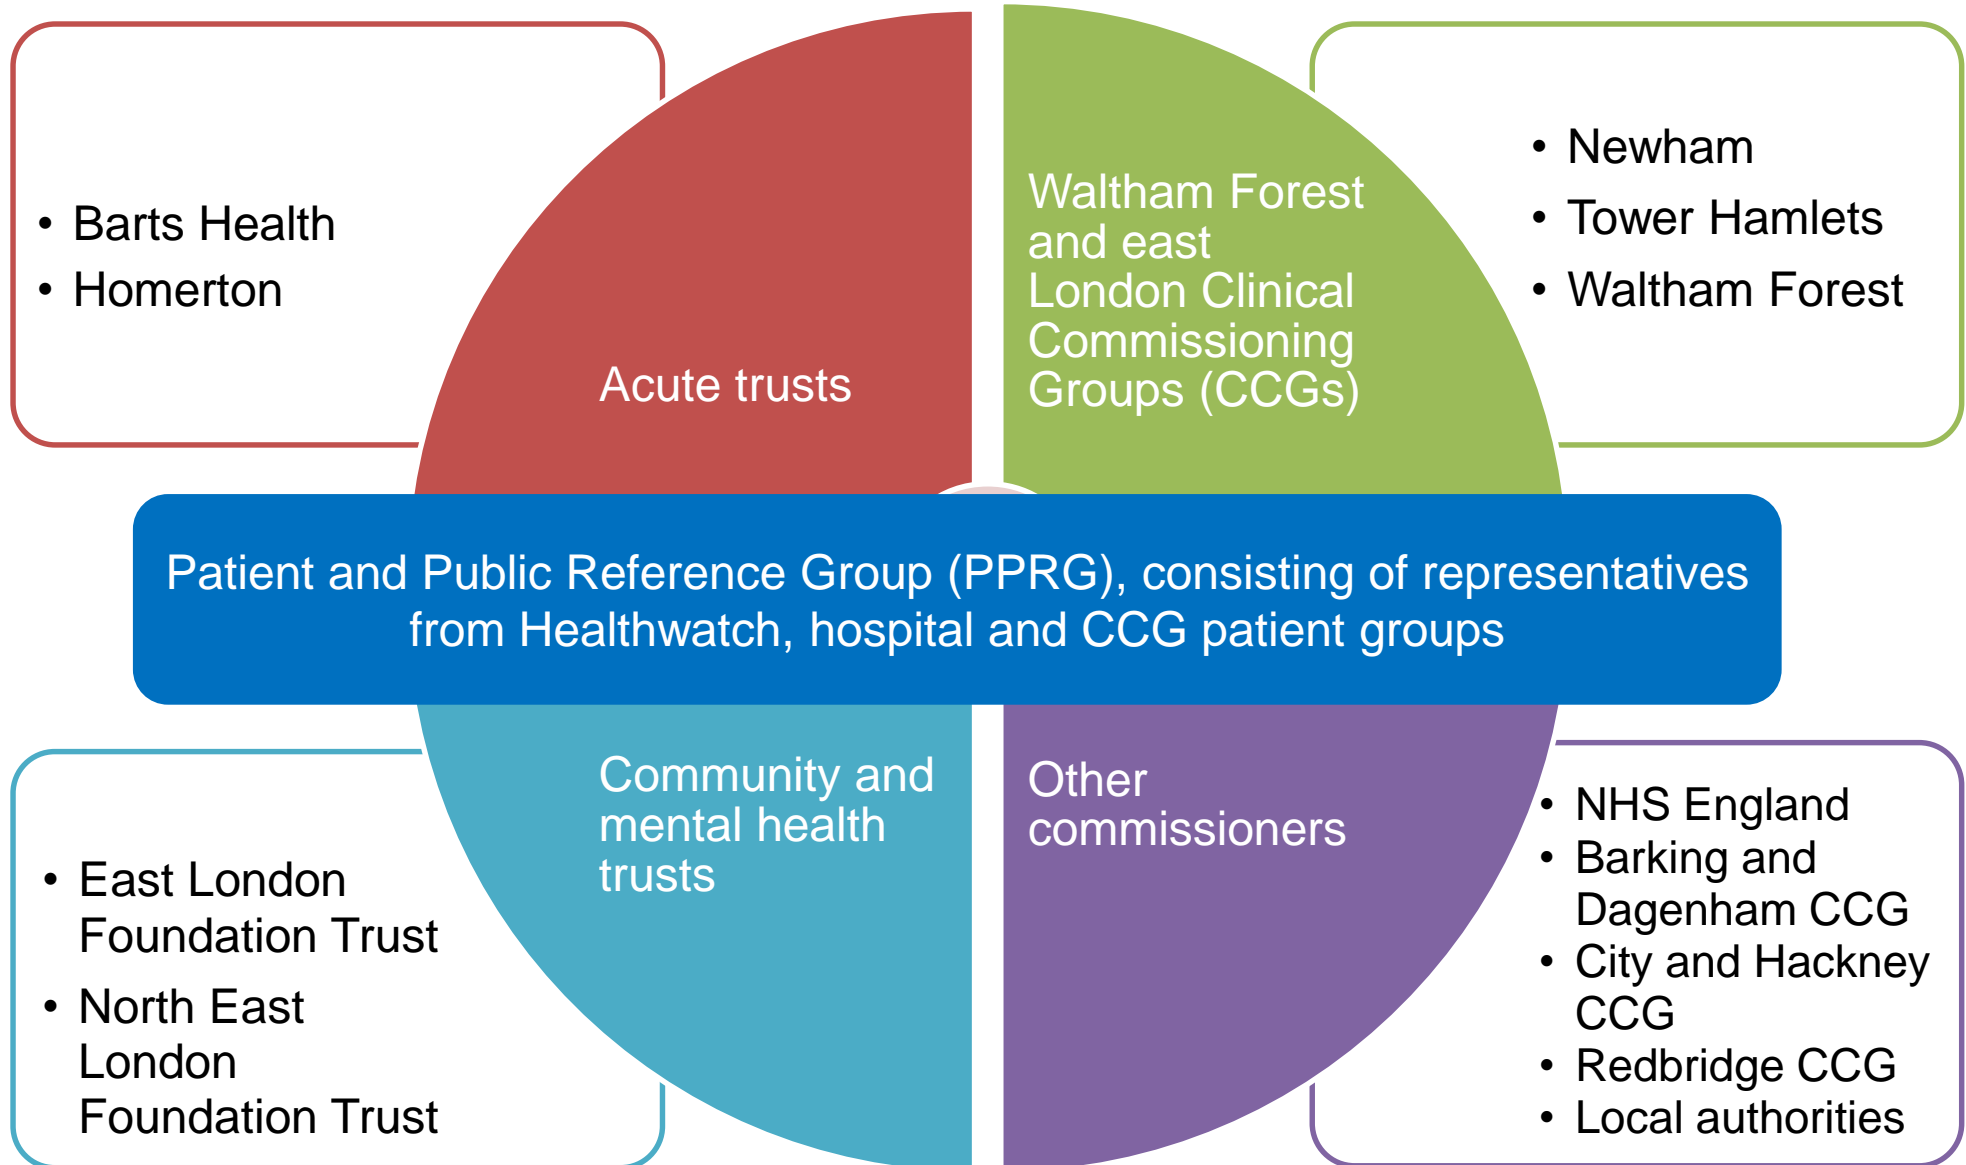 • Barts Health
• Homerton
Acute trusts
Waltham Forest
and east
London Clinical
Commissioning
Groups (CCGs)
• Newham
• Tower Hamlets
• Waltham Forest
Patient and Public Reference Group (PPRG), consisting of representatives
from Healthwatch, hospital and CCG patient groups
• East London
Foundation Trust
• North East
London
Foundation Trust
Community and
mental health
trusts
Other
commissioners
• NHS England
• Barking and
Dagenham CCG
• City and Hackney
CCG
• Redbridge CCG
• Local authorities